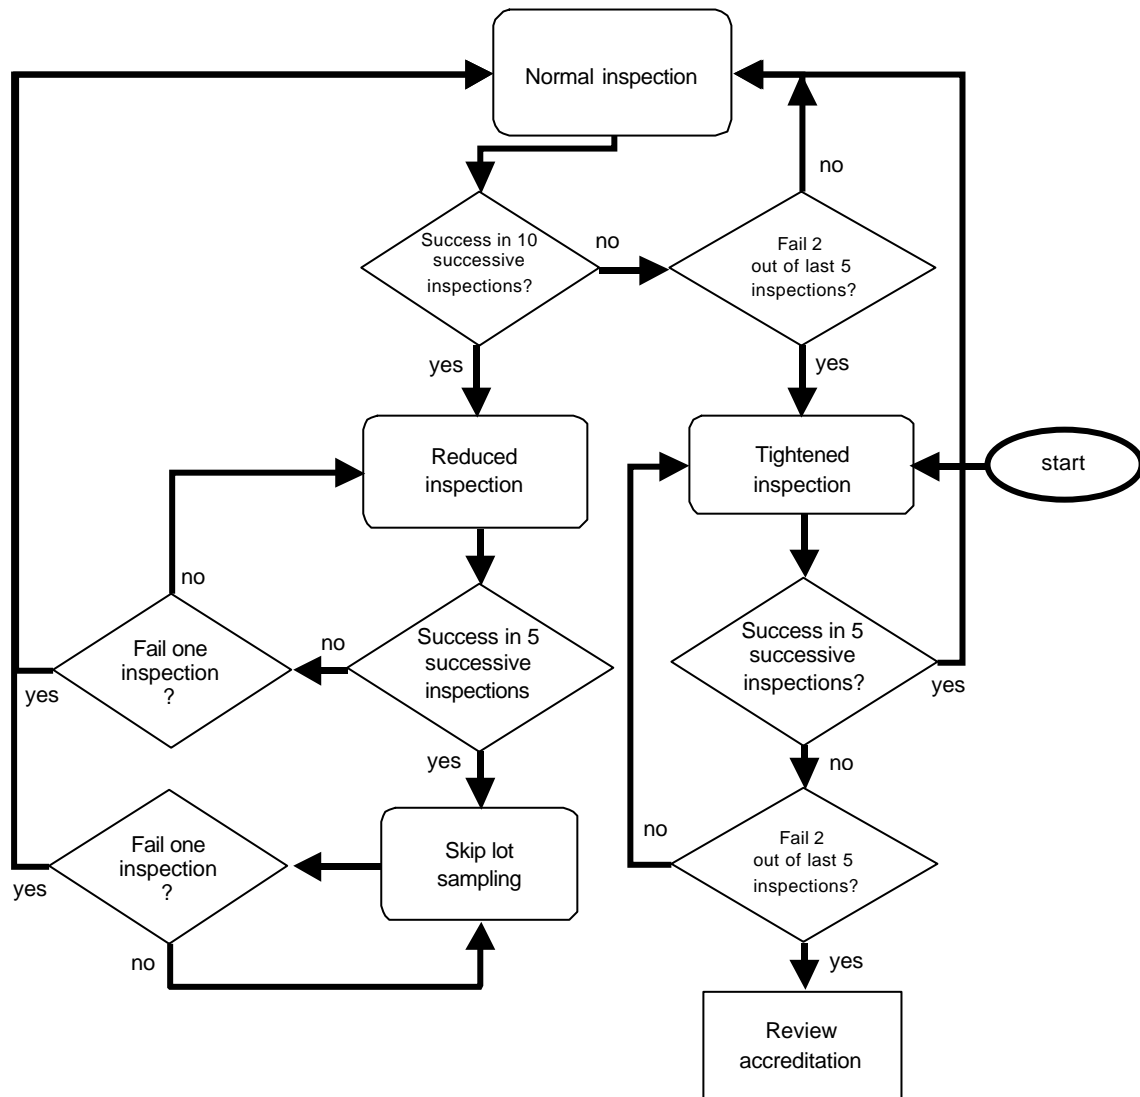 Normal inspection
no
Success in 10
successive
inspections?
no
Fail 2
out of last 5
inspections?
yes
yes
Reduced
inspection
Tightened
inspection
start
no
Fail one
inspection
?
no
Success in 5
successive
inspections
Success in 5
successive
inspections?
yes
yes
yes
no
Fail one
inspection
?
Skip lot
sampling
no
Fail 2
out of last 5
inspections?
yes
no
yes
Review
accreditation